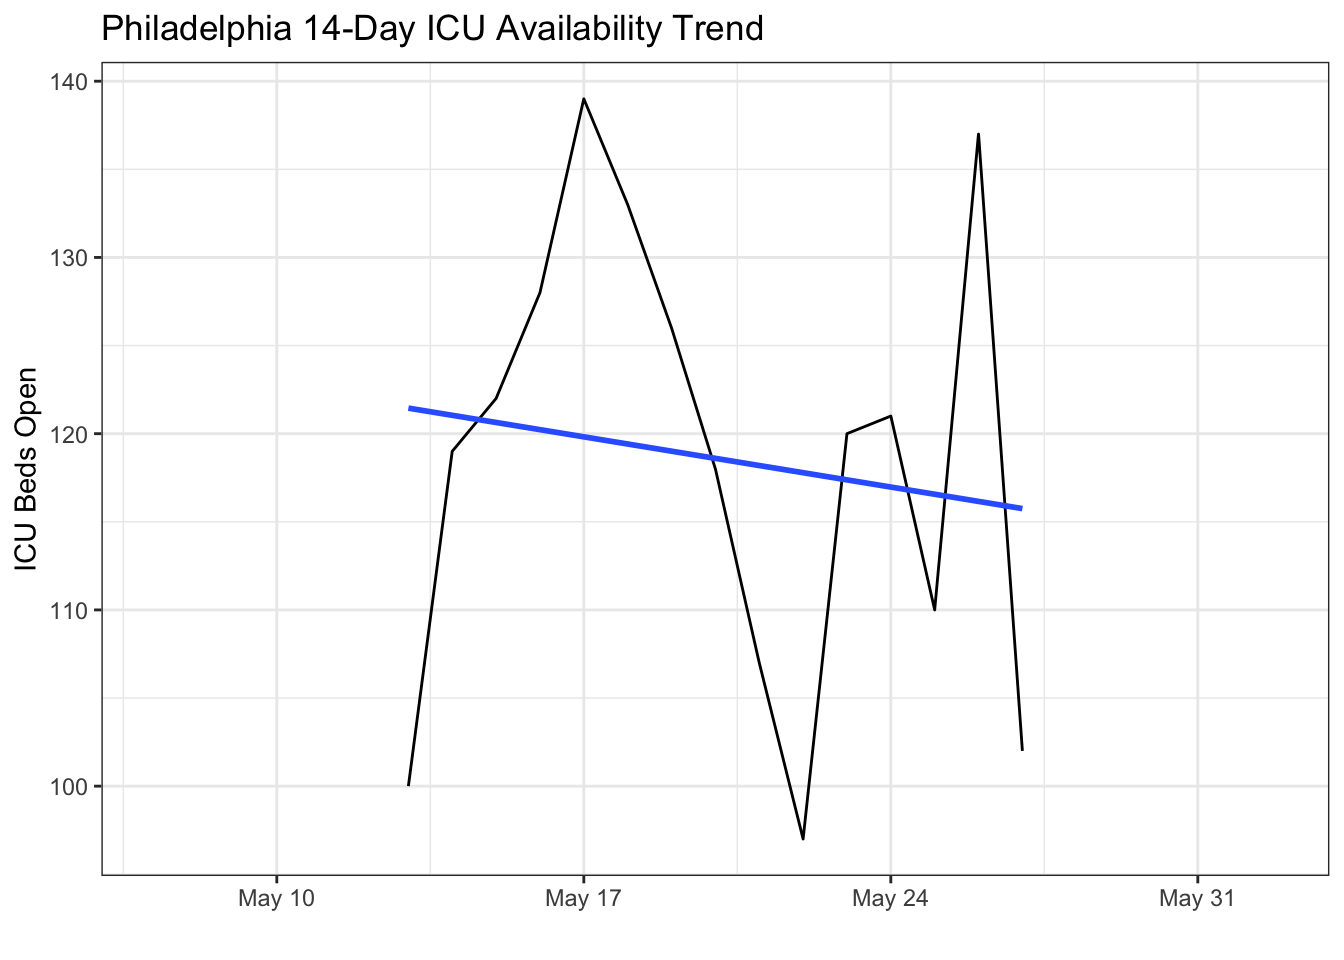 Philadelphia 14-Day ICU Availability Trend
ICU Beds Open
140
130
120
110
100
May 10
May 17
May 24
May 31